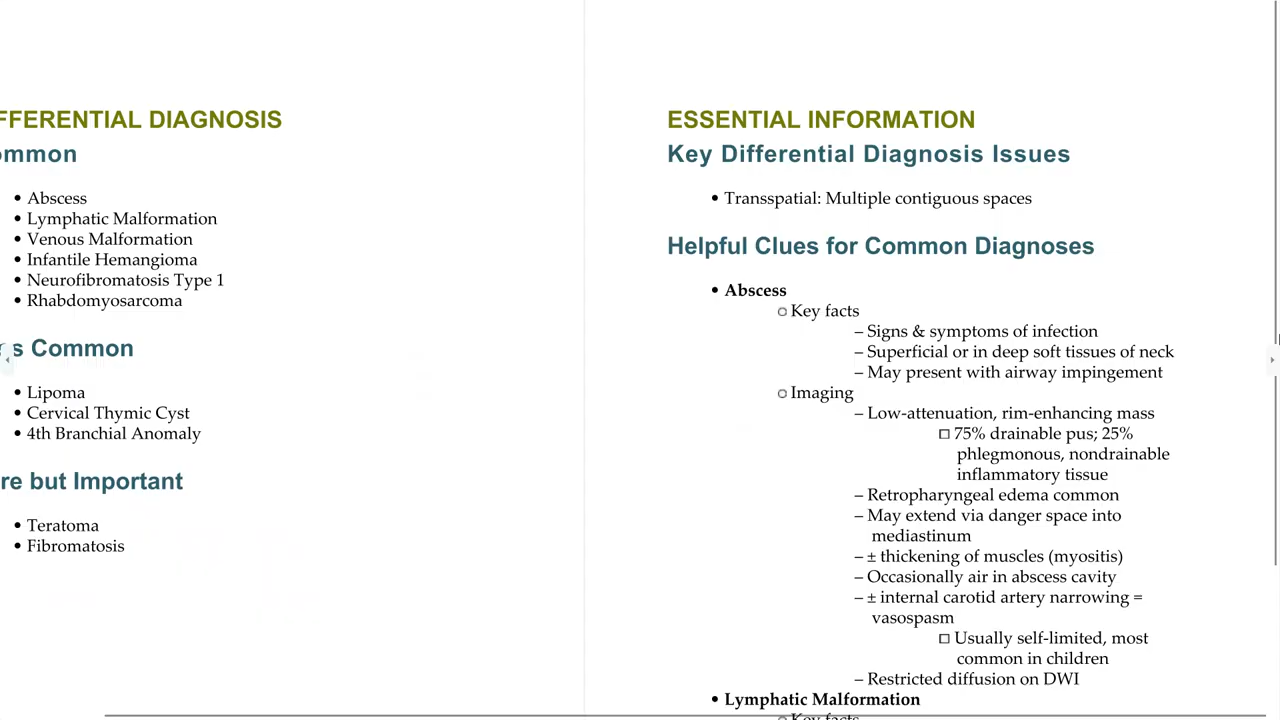 FFERENTIAL DIAGNOSIS
ommon
• Abscess
• Lymphatic Malformation
• Venous Malformation
• Infantile Hemangioma
• Neurofibromatosis Type 1
• Rhabdomyosarcoma
s Common
• Lipoma
• Cervical Thymic Cyst
• 4th Branchial Anomaly
re but Important
• Teratoma
• Fibromatosis
ESSENTIAL INFORMATION
Key Differential Diagnosis Issues
• Transspatial: Multiple contiguous spaces
Helpful Clues for Common Diagnoses
• Abscess
○ Key facts
– Signs & symptoms of infection
– Superficial or in deep soft tissues of neck
– May present with airway impingement
○ Imaging
– Low-attenuation, rim-enhancing mass
□ 75% drainable pus; 25%
phlegmonous, nondrainable
inflammatory tissue
– Retropharyngeal edema common
– May extend via danger space into
mediastinum
– ± thickening of muscles (myositis)
– Occasionally air in abscess cavity
– ± internal carotid artery narrowing =
vasospasm
□ Usually self-limited, most
common in children
– Restricted diffusion on DWI
• Lymphatic Malformation
○ Key facts